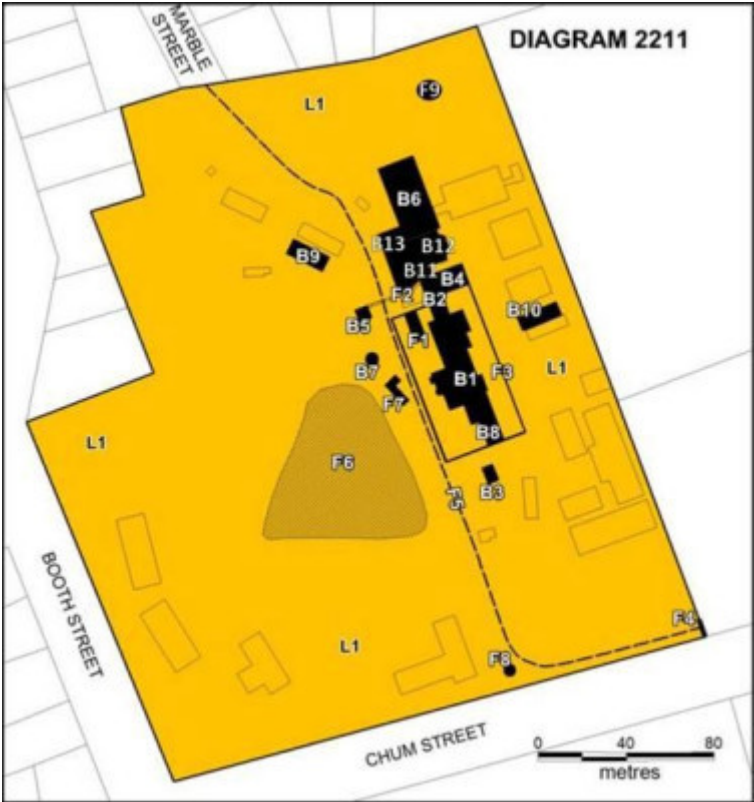 MARBLE
STREET
DIAGRAM 2211
L1
F9
B6
B13
B12
B11
B4
B9
F2
B2
B10
B5
F1
B7
F3
B1
L1
F7
B8
L1
F6
B3
F5
BOOTH STREET
F4
L1
F8
CHUM STREET
0 40 80
metres